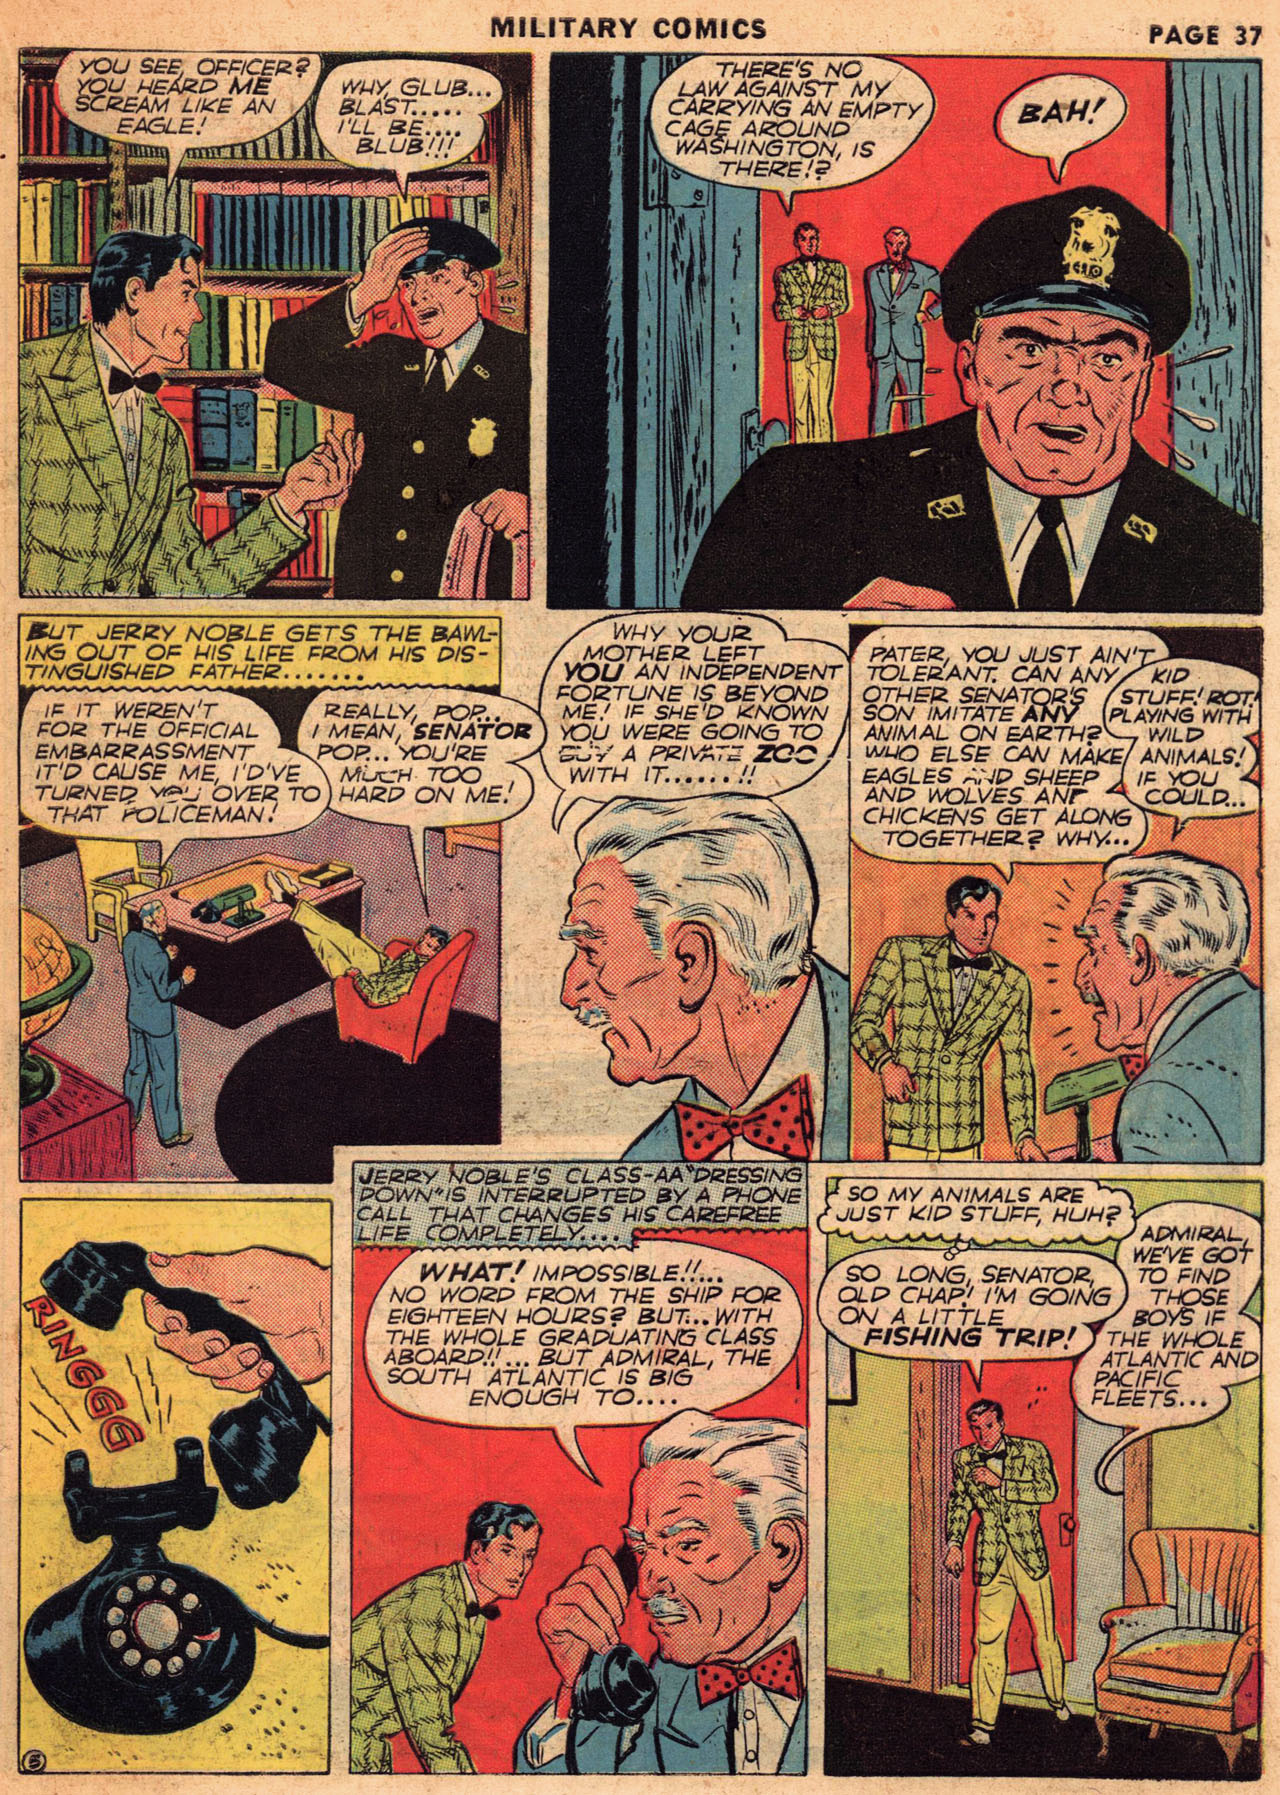 MILITARY COMICS
PAGE 37
YOU SEE, OFFICER?
YOU HEARD ME
SCREAM LIKE AN
EAGLE!
WHY, GLUB...
BLAST.....
I'LL BE....
BLUB!!!
THERE'S NO
LAW AGAINST MY
CARRYING AN EMPTY
CAGE AROUND
WASHINGTON, IS
THERE!?
BAH!
BUT JERRY NOBLE GETS THE BAWL-
ING OUT OF HIS LIFE FROM HIS DIS-
TINGUISHED FATHER.......
IF IT WEREN'T
FOR THE OFFICIAL
EMBARRASSMENT
IT'D CAUSE ME, I'D'VE
TURNED YOU OVER TO
THAT POLICEMAN!
REALLY, POP...
I MEAN, SENATOR
POP... YOU'RE
MUCH TOO
HARD ON ME!
WHY YOUR
MOTHER LEFT
YOU AN INDEPENDENT
FORTUNE IS BEYOND
ME! IF SHE'D KNOWN
YOU WERE GOING TO
BUY A PRIVATE ZOO
WITH IT......!!
PATER, YOU JUST AIN'T
TOLERANT. CAN ANY
OTHER SENATOR'S
SON IMITATE ANY
ANIMAL ON EARTH?
WHO ELSE CAN MAKE
EAGLES AND SHEEP
AND WOLVES AND
CHICKENS GET ALONG
TOGETHER? WHY...
KID
STUFF! ROT!
PLAYING WITH
WILD
ANIMALS!
IF YOU
COULD...
RINGGGG
5
JERRY NOBLE'S CLASS-AA "DRESSING
DOWN" IS INTERRUPTED BY A PHONE
CALL THAT CHANGES HIS CAREFREE
LIFE COMPLETELY....
WHAT! IMPOSSIBLE!!...
NO WORD FROM THE SHIP FOR
EIGHTEEN HOURS? BUT... WITH
THE WHOLE GRADUATING CLASS
ABOARD!!... BUT ADMIRAL, THE
SOUTH ATLANTIC IS BIG
ENOUGH TO....
SO MY ANIMALS ARE
JUST KID STUFF, HUH?
SO LONG, SENATOR,
OLD CHAP! I'M GOING
ON A LITTLE
FISHING TRIP!
ADMIRAL,
WE'VE GOT
TO FIND
THOSE
BOYS IF
THE WHOLE
ATLANTIC AND
PACIFIC
FLEETS...